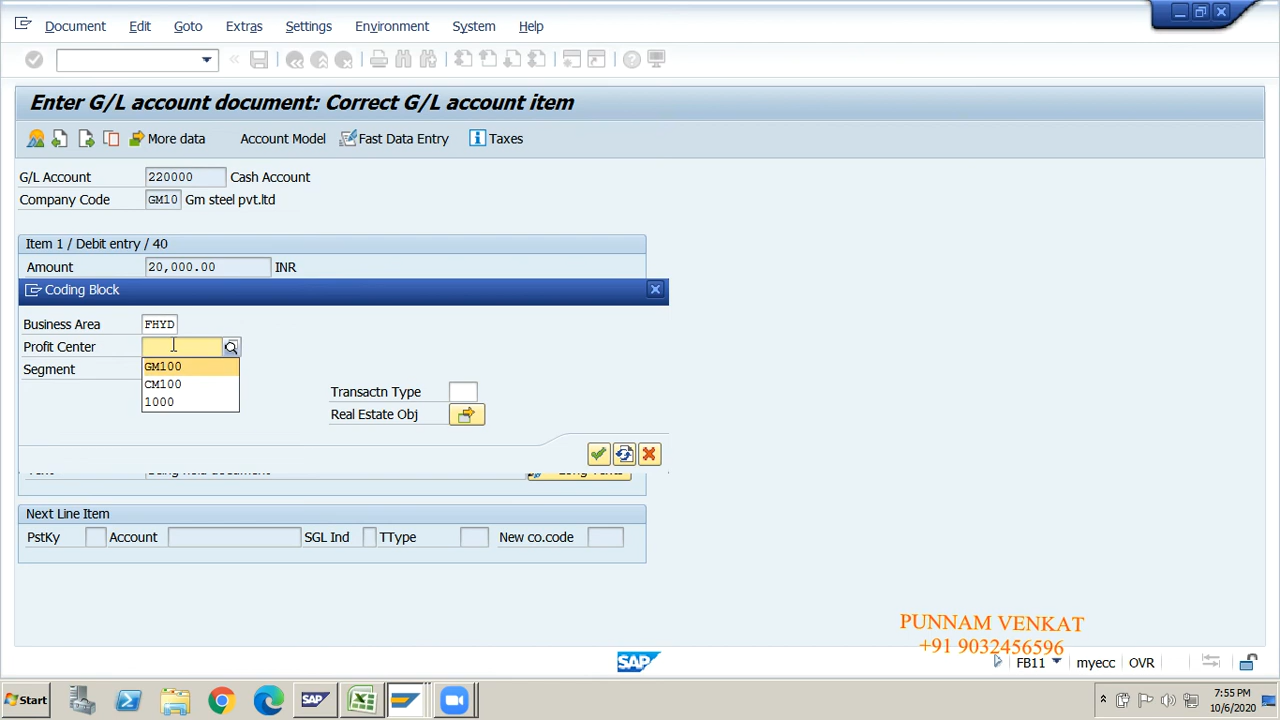 Document Edit Goto Extras Settings Environment System Help
Enter G/L account document: Correct G/L account item
More data Account Model Fast Data Entry Taxes
G/L Account 220000 Cash Account
Company Code GM10 Gm steel pvt.ltd
Item 1 / Debit entry / 40
Amount 20,000.00 INR
Coding Block
Business Area FHYD
Profit Center
GM100
Segment
CM100
Transactn Type
1000
Real Estate Obj
Next Line Item
PstKy Account SGL Ind TType New co.code
PUNNAM VENKAT
+91 9032456596
SAP FB11 myecc OVR
Start SAP 7:55 PM
10/6/2020